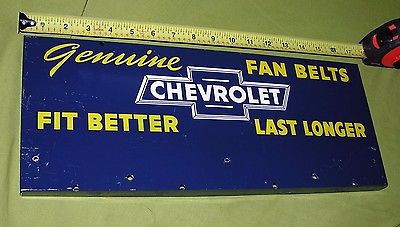 Genuine
FAN BELTS
CHEVROLET
FIT BETTER
LAST LONGER